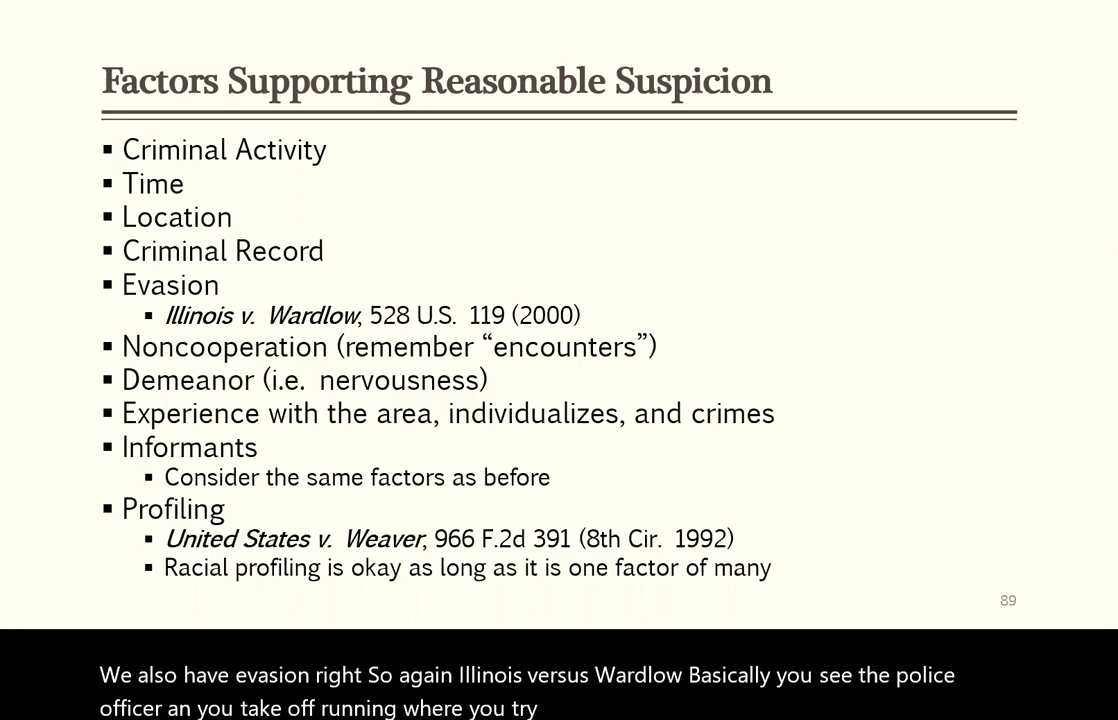 Factors Supporting Reasonable Suspicion
▪ Criminal Activity
▪ Time
▪ Location
▪ Criminal Record
▪ Evasion
▪ Illinois v. Wardlow, 528 U.S. 119 (2000)
▪ Noncooperation (remember “encounters”)
▪ Demeanor (i.e. nervousness)
▪ Experience with the area, individualizes, and crimes
▪ Informants
▪ Consider the same factors as before
▪ Profiling
▪ United States v. Weaver, 966 F.2d 391 (8th Cir. 1992)
▪ Racial profiling is okay as long as it is one factor of many
89
We also have evasion right So again Illinois versus Wardlow Basically you see the police
officer an you take off running where you try